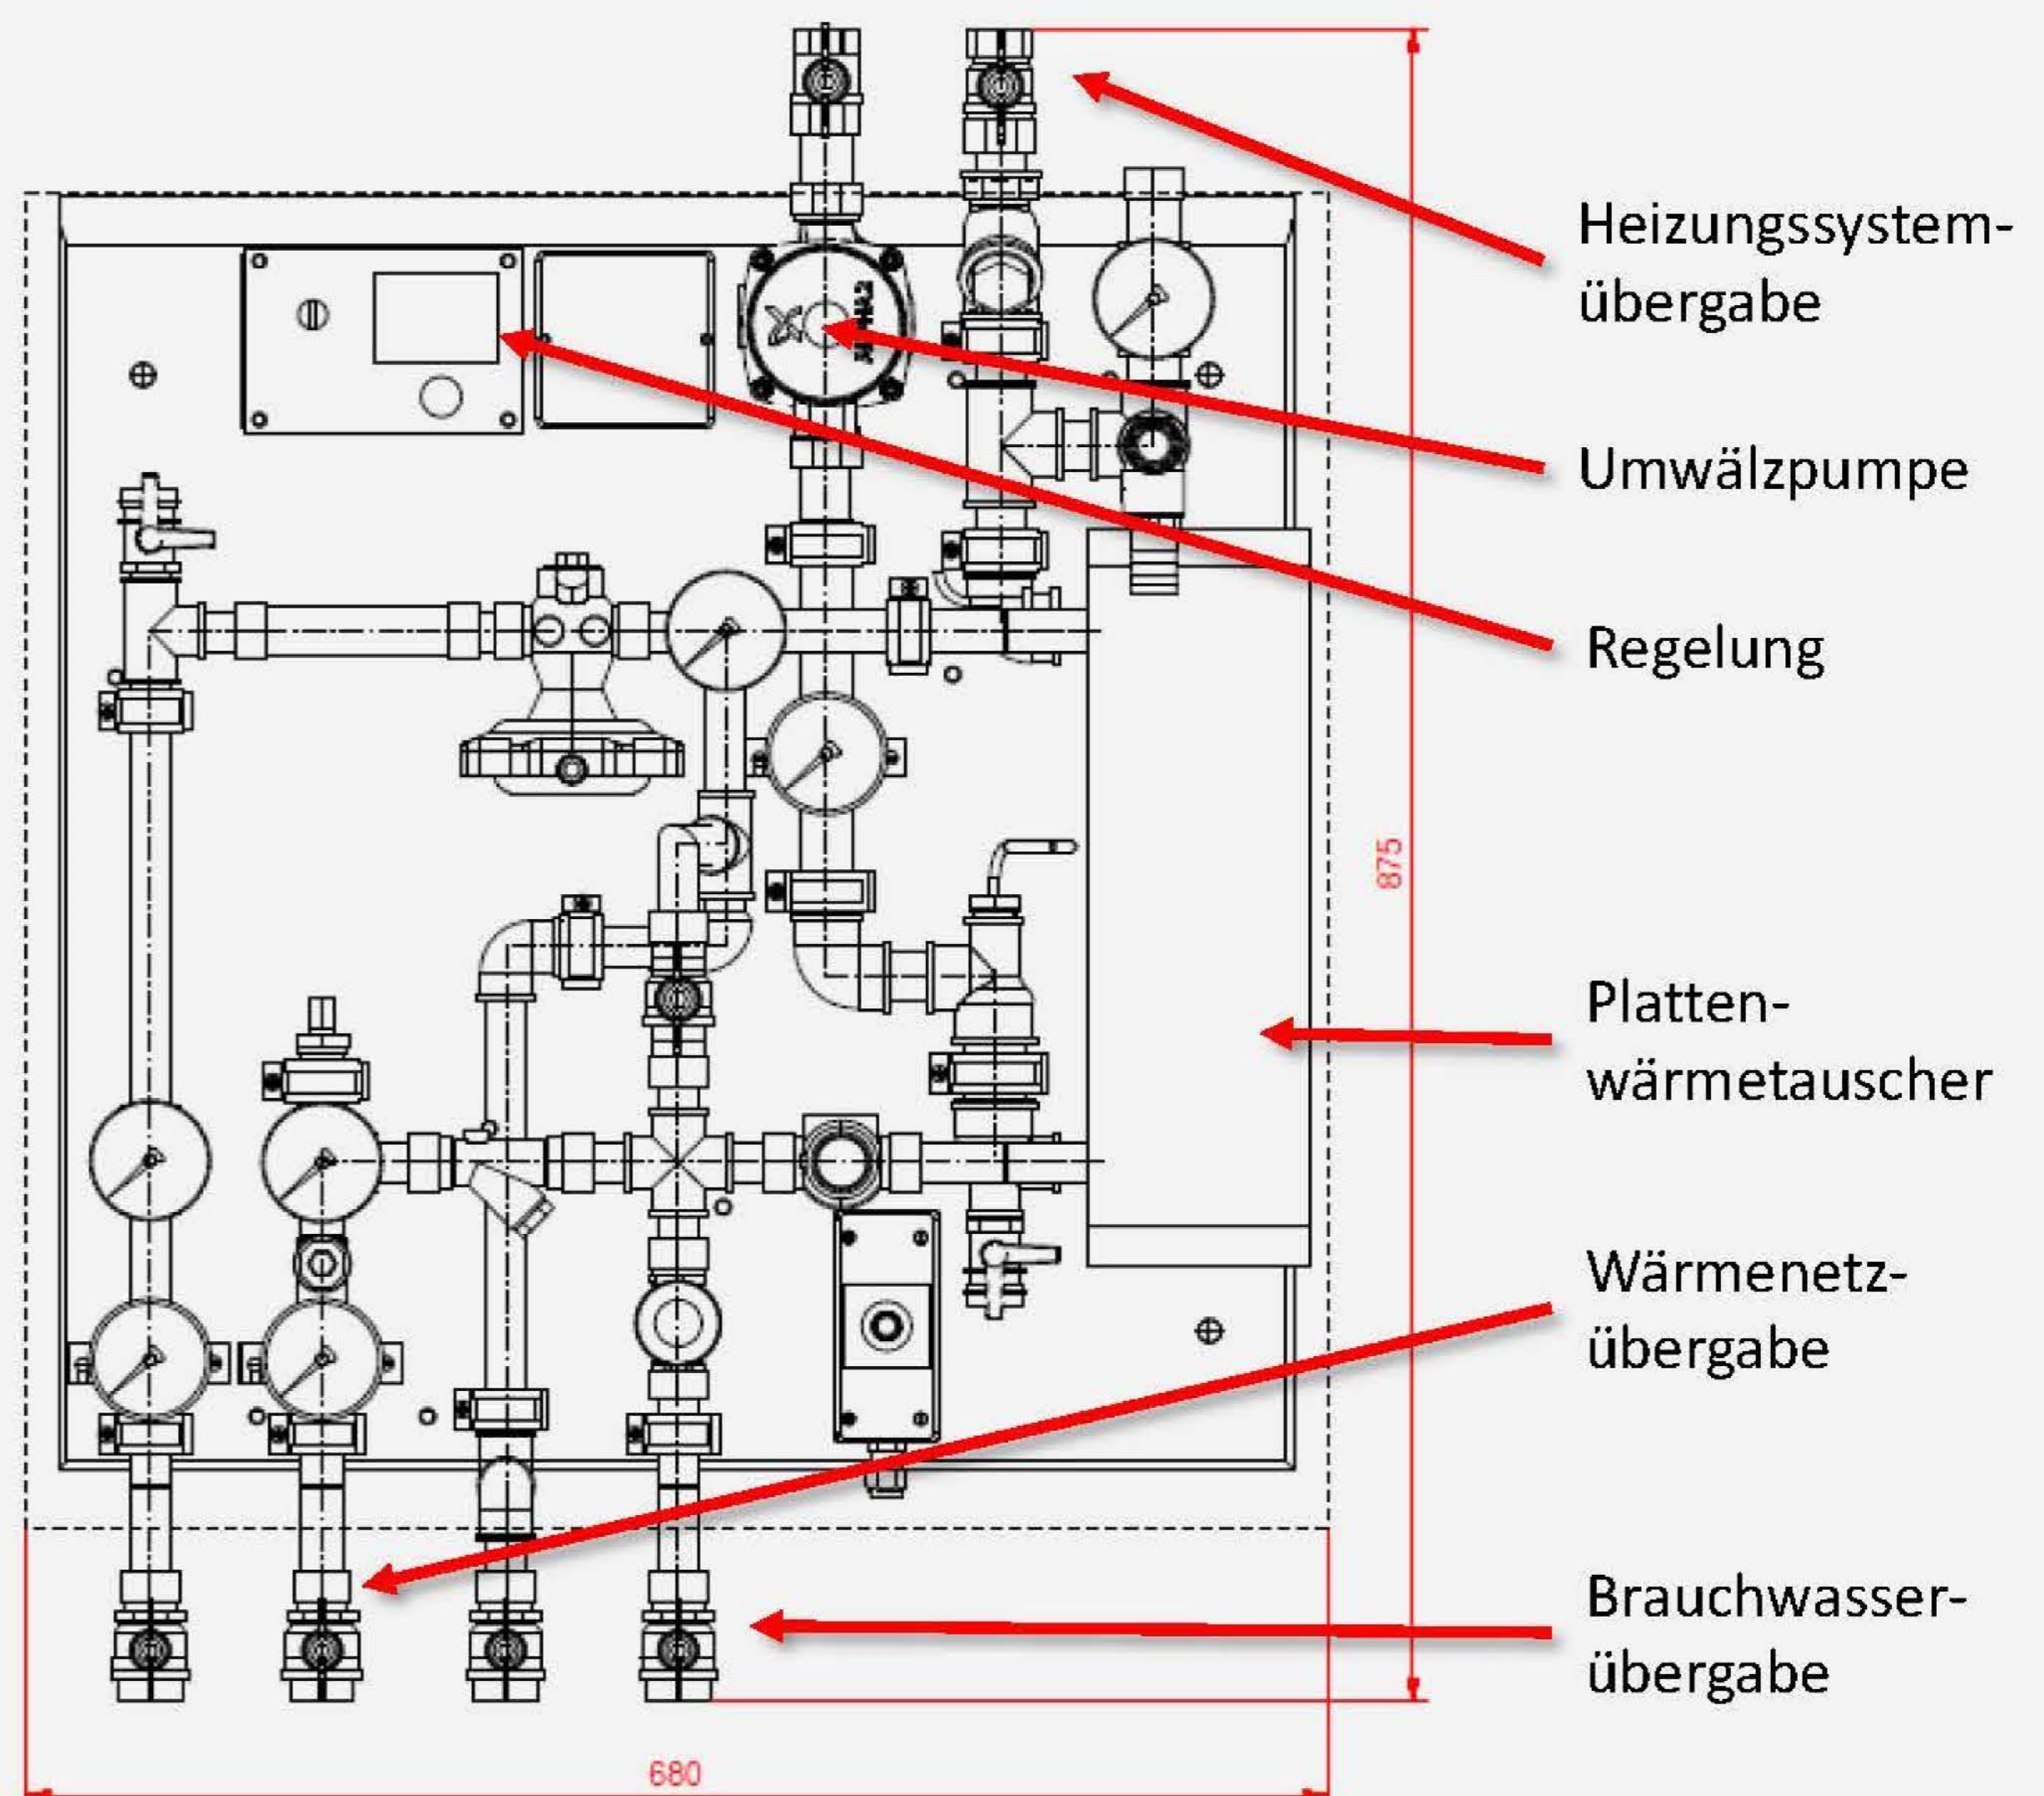 Heizungssystem-
übergabe
Umwälzpumpe
Regelung
875
Platten-
wärmetauscher
Wärmenetz-
übergabe
Brauchwasser-
übergabe
680